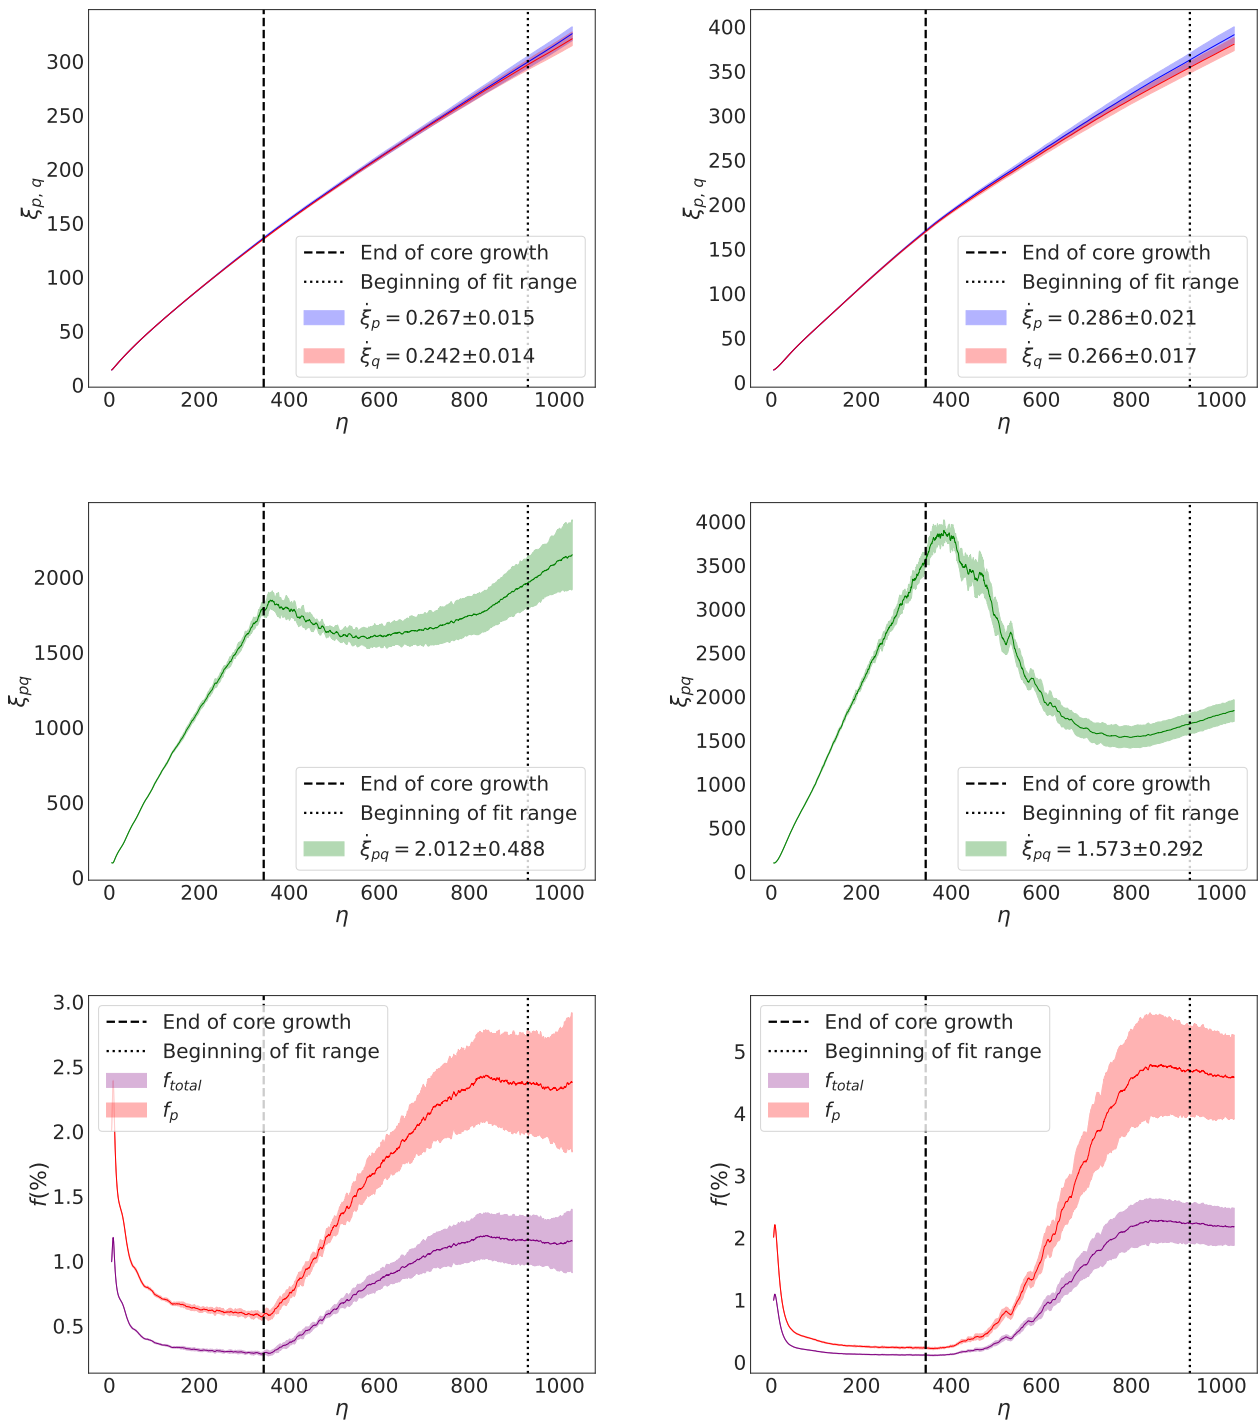 300
250
200
150
100
50
0
ξp, q
End of core growth
Beginning of fit range
ξ̇p = 0.267±0.015
ξ̇q = 0.242±0.014
0 200 400 600 800 1000
η
400
350
300
250
200
150
100
50
0
ξp, q
End of core growth
Beginning of fit range
ξ̇p = 0.286±0.021
ξ̇q = 0.266±0.017
0 200 400 600 800 1000
η
2000
1500
1000
500
0
ξpq
End of core growth
Beginning of fit range
ξ̇pq = 2.012±0.488
0 200 400 600 800 1000
η
4000
3500
3000
2500
2000
1500
1000
500
0
ξpq
End of core growth
Beginning of fit range
ξ̇pq = 1.573±0.292
0 200 400 600 800 1000
η
3.0
2.5
2.0
1.5
1.0
0.5
f(%)
End of core growth
Beginning of fit range
ftotal
fp
0 200 400 600 800 1000
η
5
4
3
2
1
0
f(%)
End of core growth
Beginning of fit range
ftotal
fp
0 200 400 600 800 1000
η